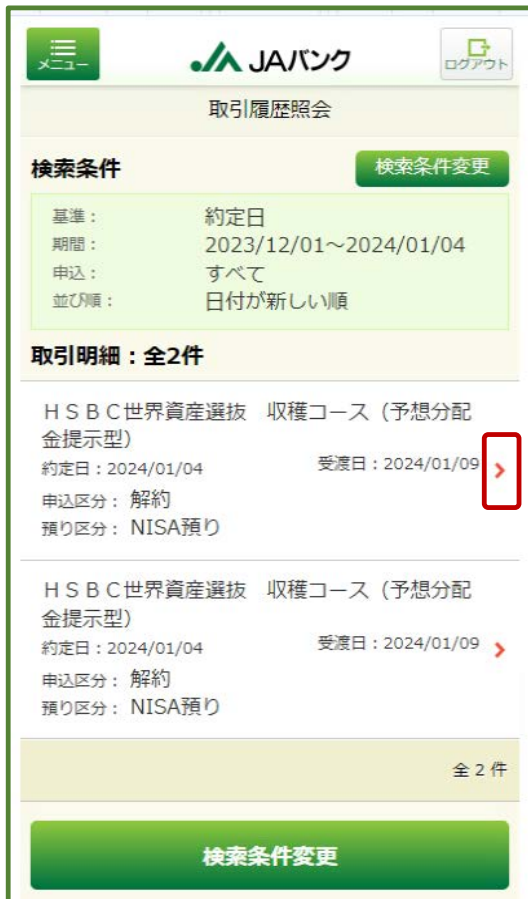 メニュー
JAバンク
ログアウト
取引履歴照会
検索条件
検索条件変更
基準: 約定日
期間: 2023/12/01~2024/01/04
申込: すべて
並び順: 日付が新しい順
取引明細:全2件
HSBC世界資産選抜 収穫コース(予想分配
金提示型)
約定日:2024/01/04 受渡日:2024/01/09
申込区分: 解約
預り区分: NISA預り
HSBC世界資産選抜 収穫コース(予想分配
金提示型)
約定日:2024/01/04 受渡日:2024/01/09
申込区分: 解約
預り区分: NISA預り
全2件
検索条件変更